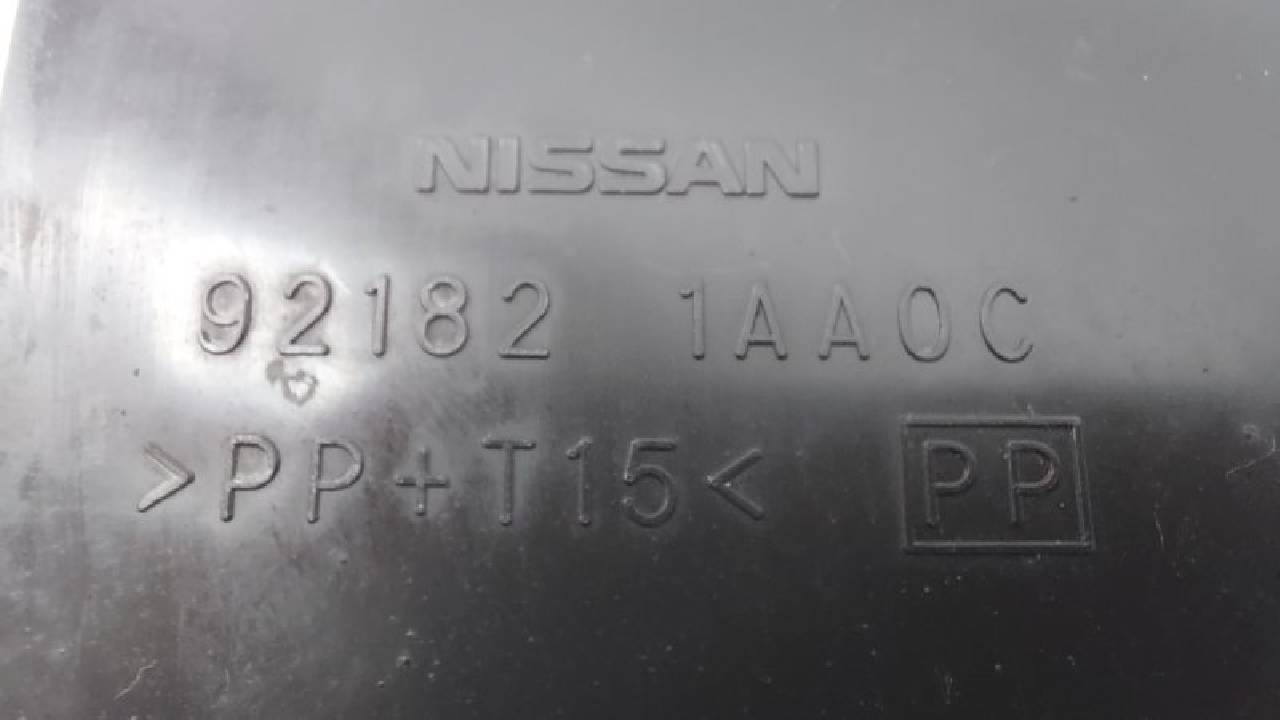 NISSAN
92182 1AA0C
>PP+T15< PP